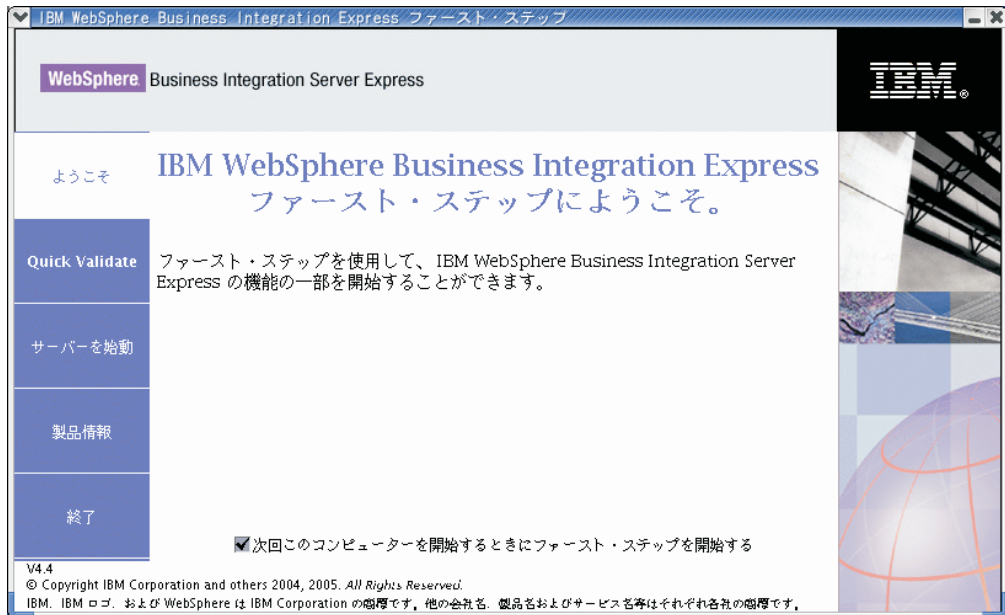 IBM WebSphere Business Integration Express ファースト・ステップ
WebSphere. Business Integration Server Express
IBM®
ようこそ
IBM WebSphere Business Integration Express
ファースト・ステップにようこそ。
Quick Validate
ファースト・ステップを使用して、IBM WebSphere Business Integration Server
Express の機能の一部を開始することができます。
サーバーを始動
製品情報
終了
次回このコンピューターを開始するときにファースト・ステップを開始する
V4.4
© Copyright IBM Corporation and others 2004, 2005. All Rights Reserved.
IBM. IBM ロゴ. および WebSphere は IBM Corporation の商標です。他の会社名. 製品名およびサービス名等はそれぞれ各社の商標です。